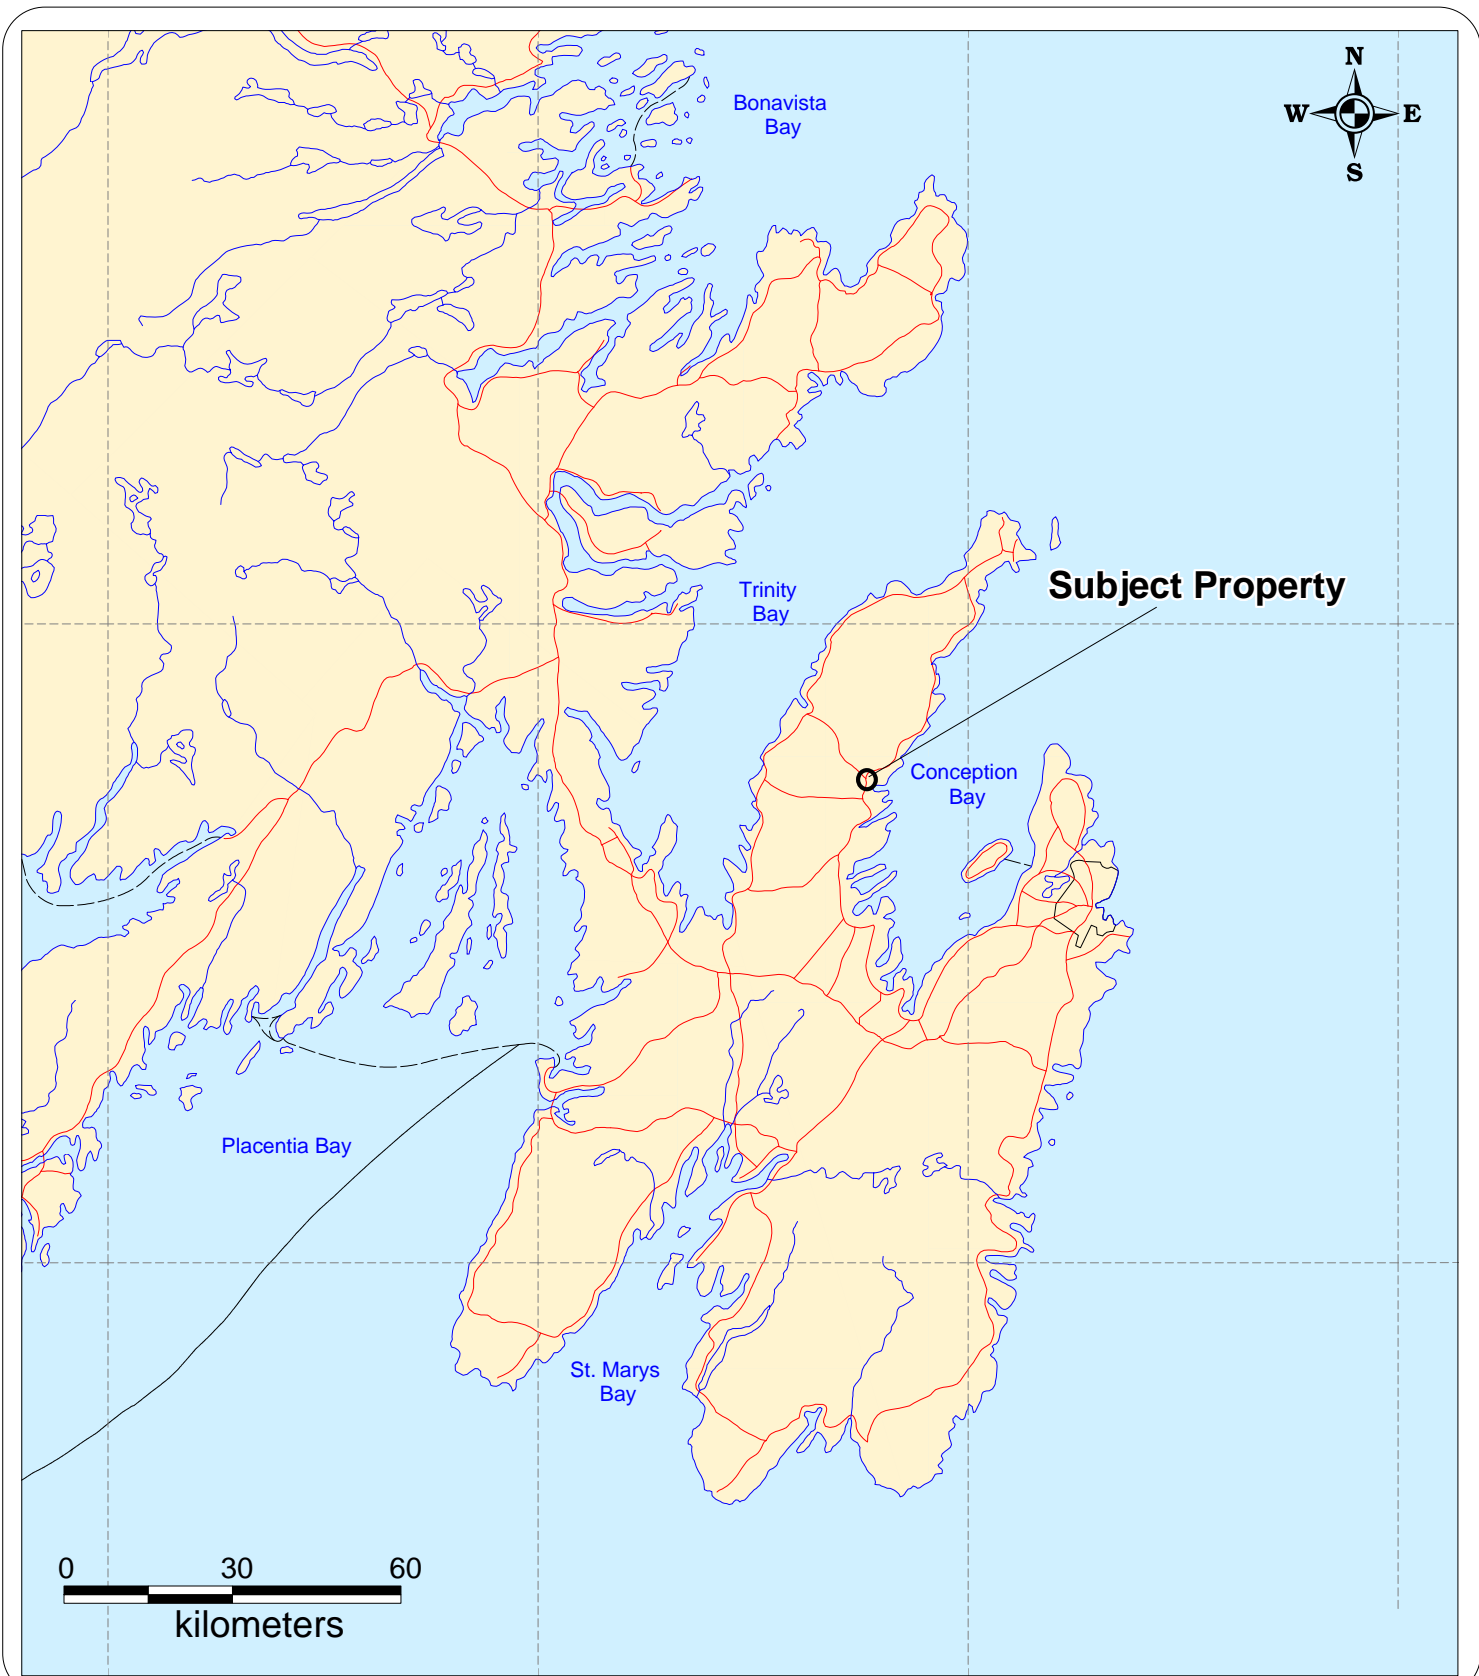 N
Bonavista
Bay
W E
S
Subject Property
Trinity
Bay
Conception
Bay
Placentia Bay
St. Marys
Bay
0 30 60
kilometers